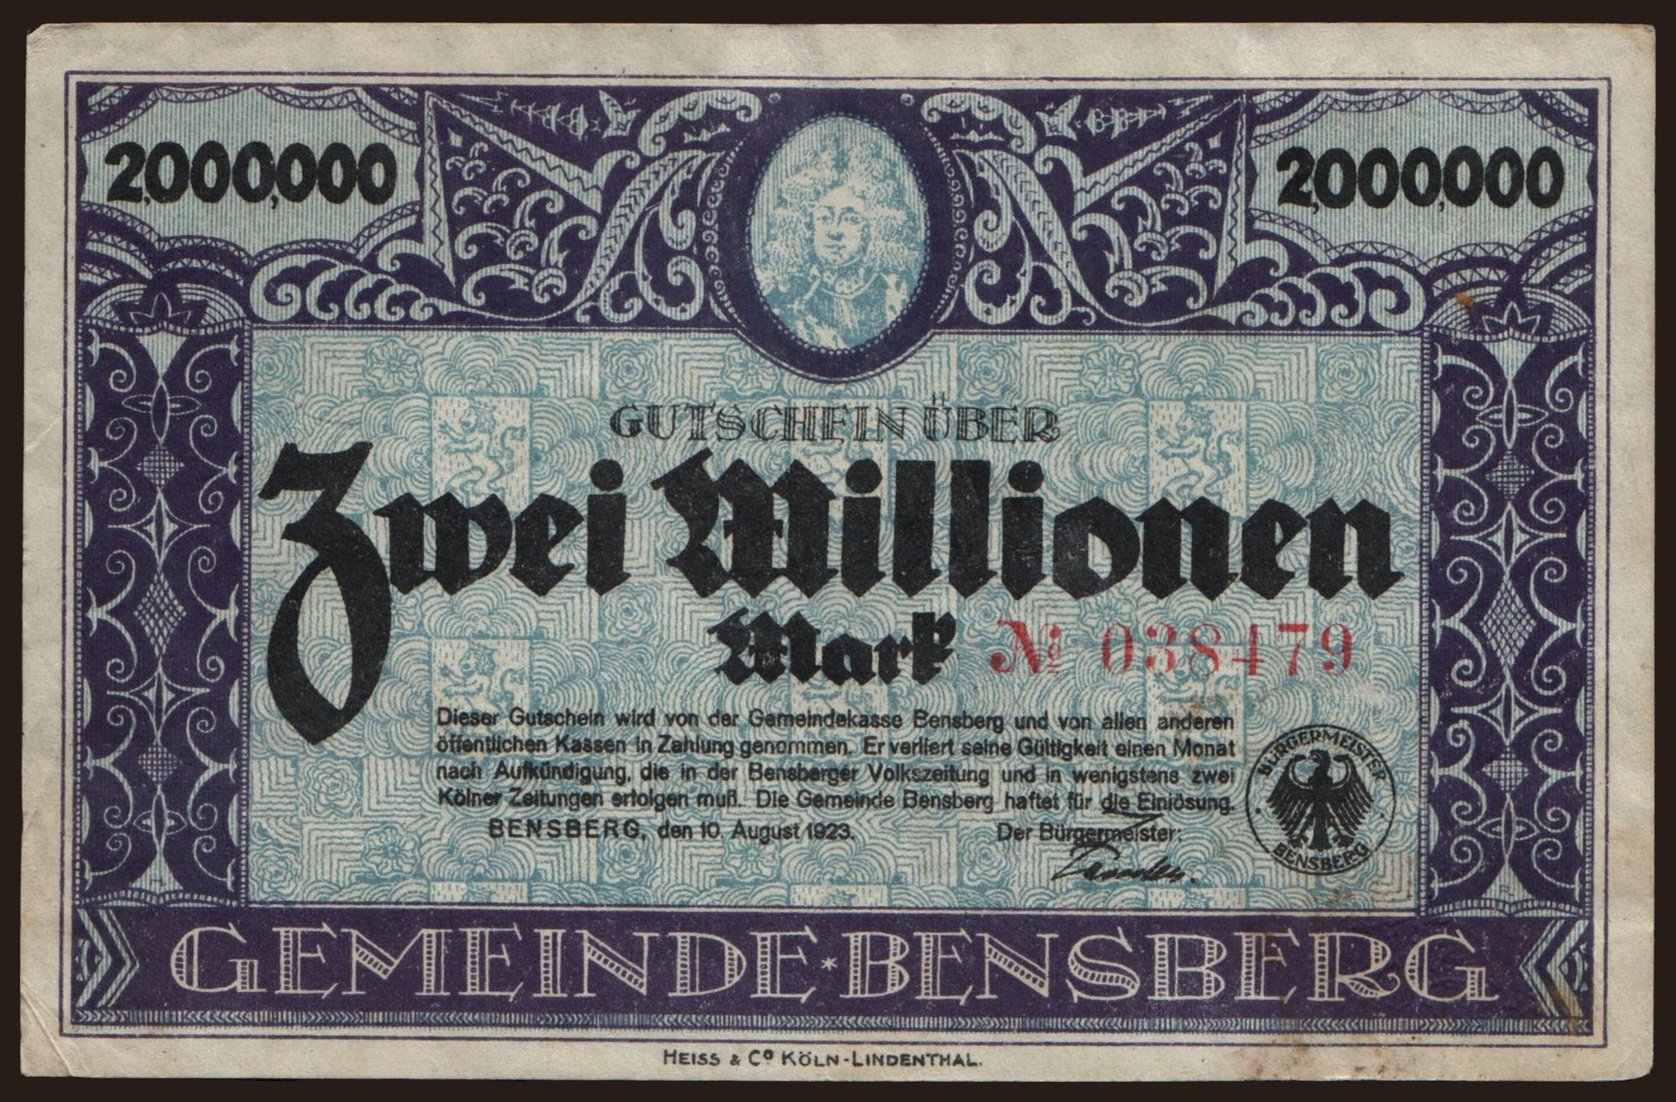 2,000,000
2,000,000
GUTSCHEIN ÜBER
Zwei Millionen
Mark
№ 038479
Dieser Gutschein wird von der Gemeindekasse Bensberg und von allen anderen
öffentlichen Kassen in Zahlung genommen. Er verliert seine Gültigkeit einen Monat
nach Aufkündigung, die in der Bensberger Volkszeitung und in wenigstens zwei
Kölner Zeitungen erfolgen muß. Die Gemeinde Bensberg haftet für die Einlösung.
BENSBERG, den 10. August 1923.
Der Bürgermeister:
BÜRGERMEISTER
BENSBERG
GEMEINDE * BENSBERG
HEISS & Cº KÖLN-LINDENTHAL.